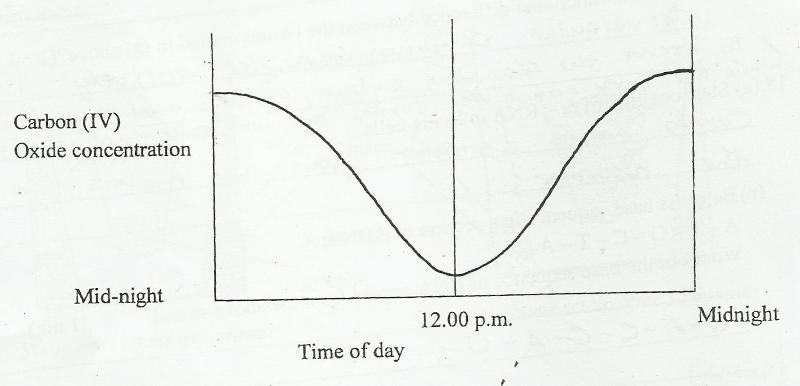 Carbon (IV)
Oxide concentration
Mid-night
12.00 p.m.
Midnight
Time of day